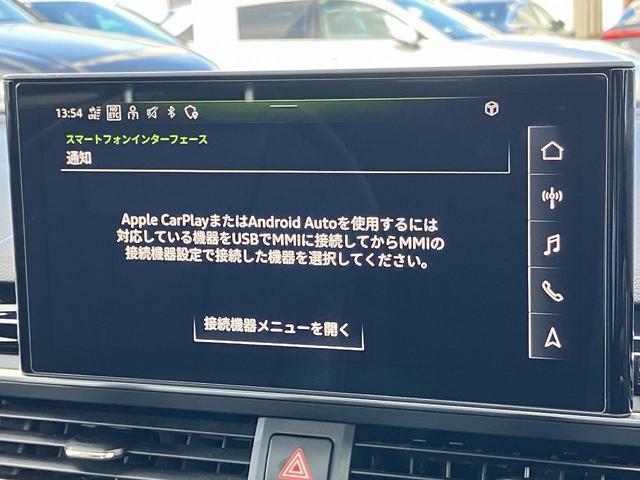 13:54 NO ETC
スマートフォンインターフェース
通知
Apple CarPlayまたはAndroid Autoを使用するには
対応している機器をUSBでMMIに接続してからMMIの
接続機器設定で接続した機器を選択してください。
接続機器メニューを開く